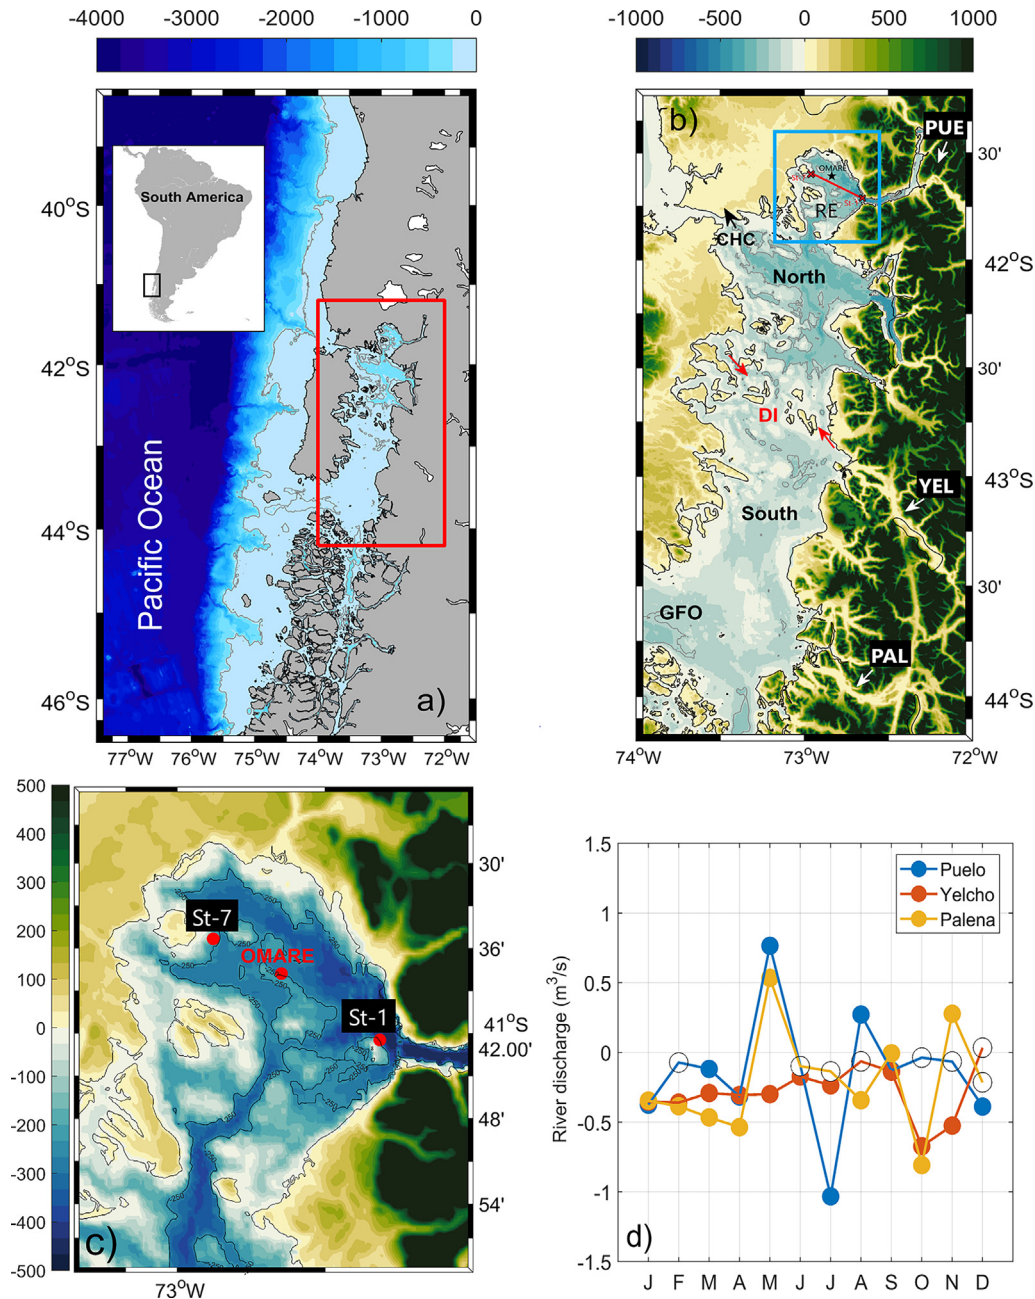 -4000 -3000 -2000 -1000 0
South America
40°S
42°S
44°S
46°S
Pacific Ocean
a)
77°W 76°W 75°W 74°W 73°W 72°W
-1000 -500 0 500 1000
b)
PUE
OMARE
St-1
RE
CHC
North
DI
YEL
South
GFO
PAL
30'
42°S
30'
43°S
30'
44°S
74°W 73°W 72°W
500
400
300
200
100
0
-100
-200
-300
-400
-500
St-7
OMARE
St-1
-250
c)
30'
36'
41°S
42.00'
48'
54'
73°W
River discharge (m³/s)
1.5
1
0.5
0
-0.5
-1
-1.5
Puelo
Yelcho
Palena
d)
J F M A M J J A S O N D